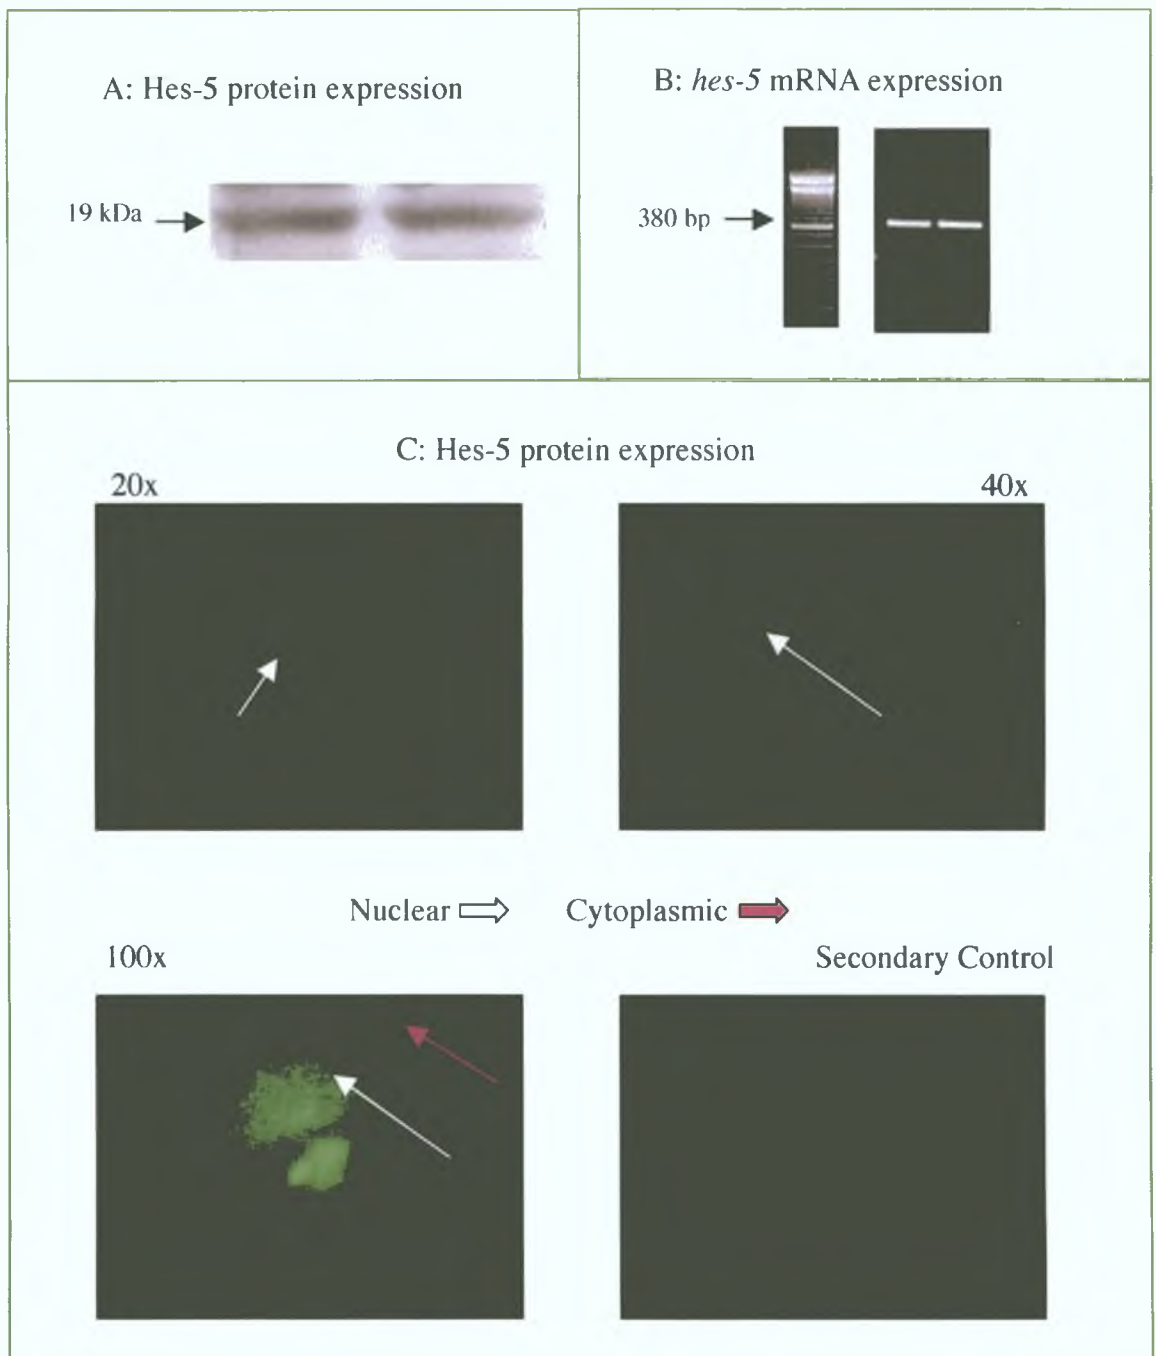 A: Hes-5 protein expression
19 kDa
B: hes-5 mRNA expression
380 bp
C: Hes-5 protein expression
20x
40x
Nuclear
Cytoplasmic
100x
Secondary Control